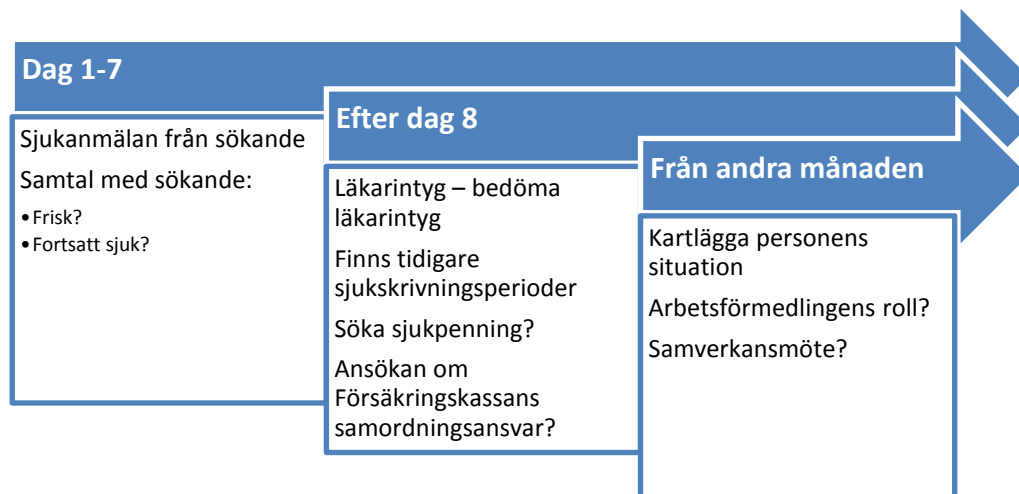 Dag 1-7
Sjukanmälan från sökande
Samtal med sökande:
•Frisk?
•Fortsatt sjuk?
Efter dag 8
Läkarintyg – bedöma
läkarintyg
Finns tidigare
sjukskrivningsperioder
Söka sjukpenning?
Ansökan om
Försäkringskassans
samordningsansvar?
Från andra månaden
Kartlägga personens
situation
Arbetsförmedlingens roll?
Samverkansmöte?